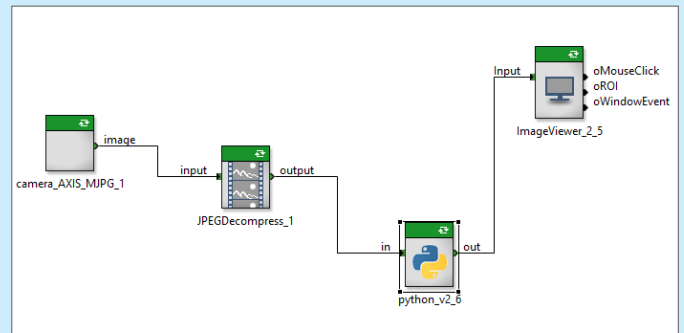 Input
oMouseClick
oROI
oWindowEvent
ImageViewer_2_5
image
camera_AXIS_MJPG_1
input
output
JPEGDecompress_1
in
out
python_v2_6